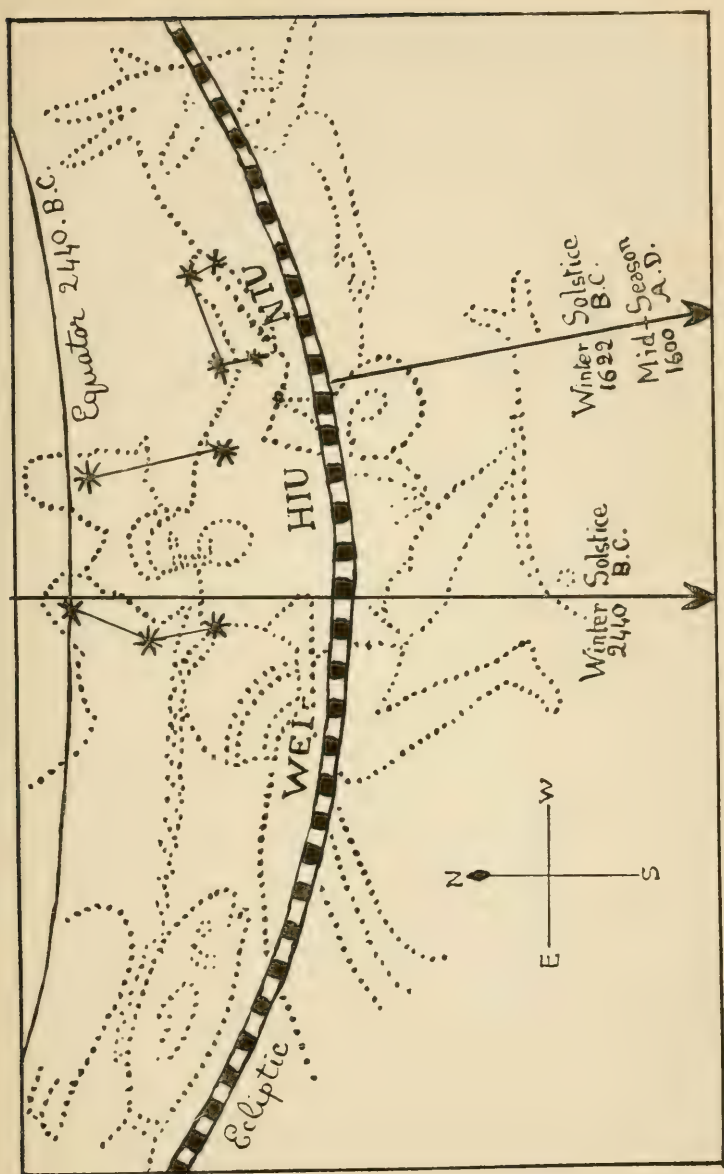 Equator 2440. B.C.
NIU
HIU
WEI
Ecliptic
Winter Solstice
1622 B.C.
Mid-Season
1600 A.D.
Winter Solstice
2440 B.C.
N
E W
S